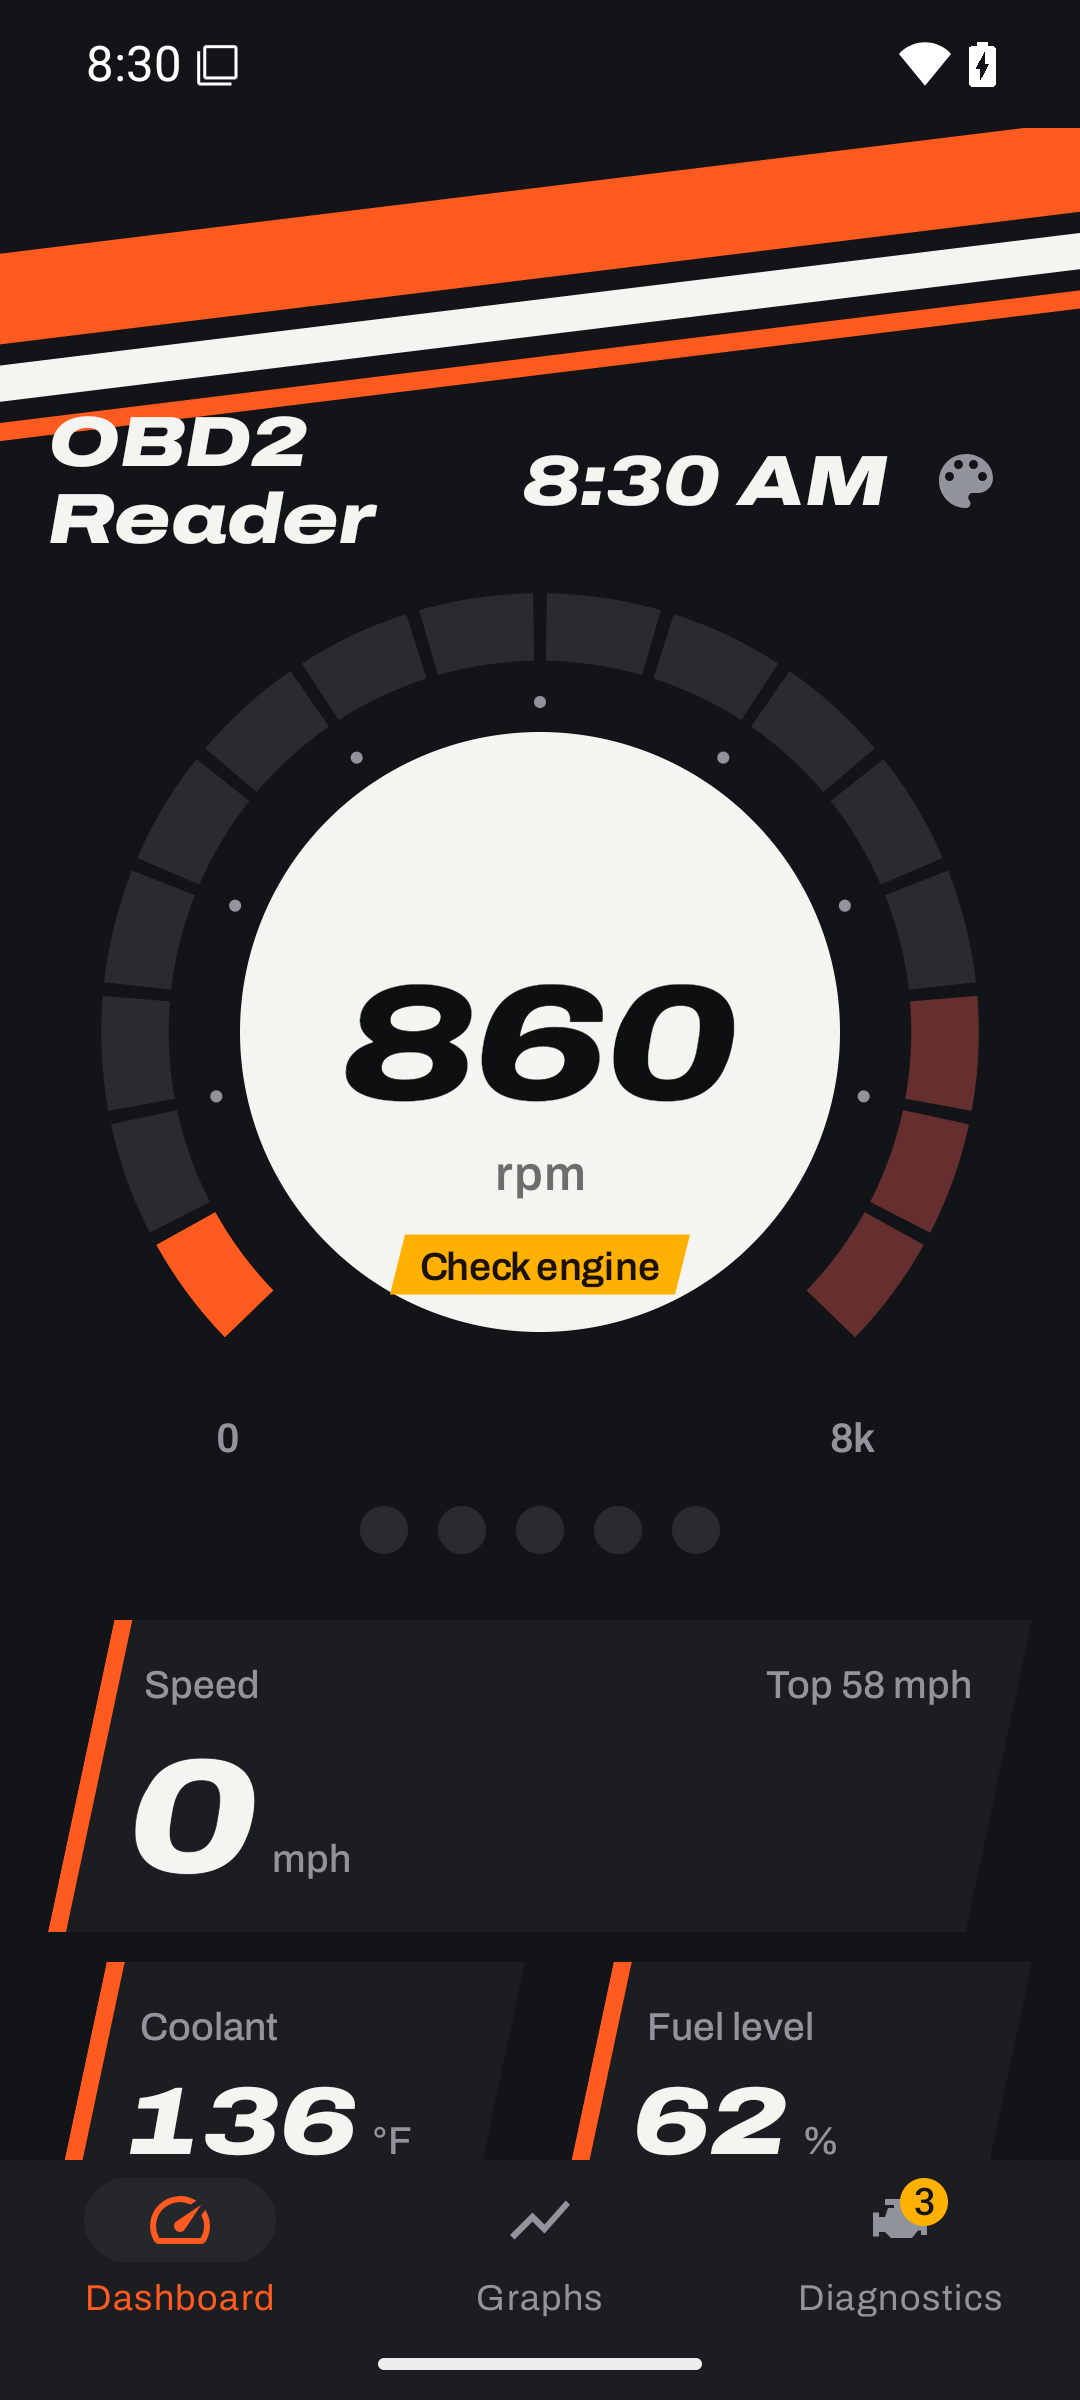 8:30
OBD2
Reader
8:30 AM
860
rpm
Check engine
0
8k
Speed
Top 58 mph
0 mph
Coolant
Fuel level
136 °F
62 %
3
Dashboard
Graphs
Diagnostics